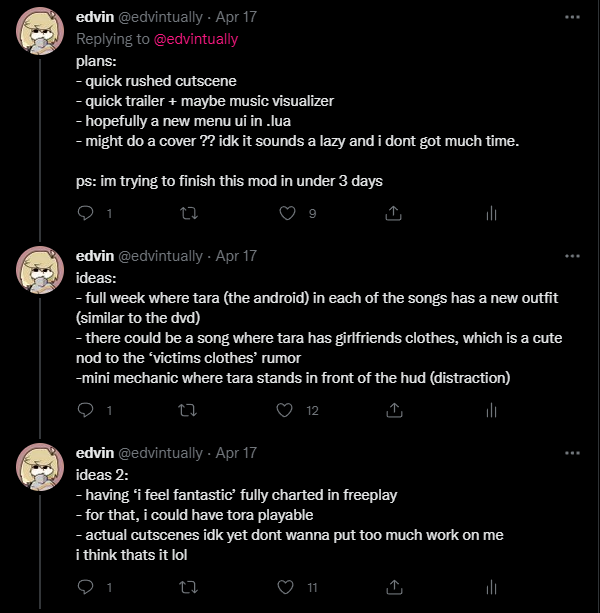 edvin @edvintually · Apr 17
Replying to @edvintually
plans:
- quick rushed cutscene
- quick trailer + maybe music visualizer
- hopefully a new menu ui in .lua
- might do a cover ?? idk it sounds a lazy and i dont got much time.
ps: im trying to finish this mod in under 3 days
1 9
edvin @edvintually · Apr 17
ideas:
- full week where tara (the android) in each of the songs has a new outfit
(similar to the dvd)
- there could be a song where tara has girlfriends clothes, which is a cute
nod to the ‘victims clothes’ rumor
-mini mechanic where tara stands in front of the hud (distraction)
1 12
edvin @edvintually · Apr 17
ideas 2:
- having ‘i feel fantastic’ fully charted in freeplay
- for that, i could have tora playable
- actual cutscenes idk yet dont wanna put too much work on me
i think thats it lol
1 11